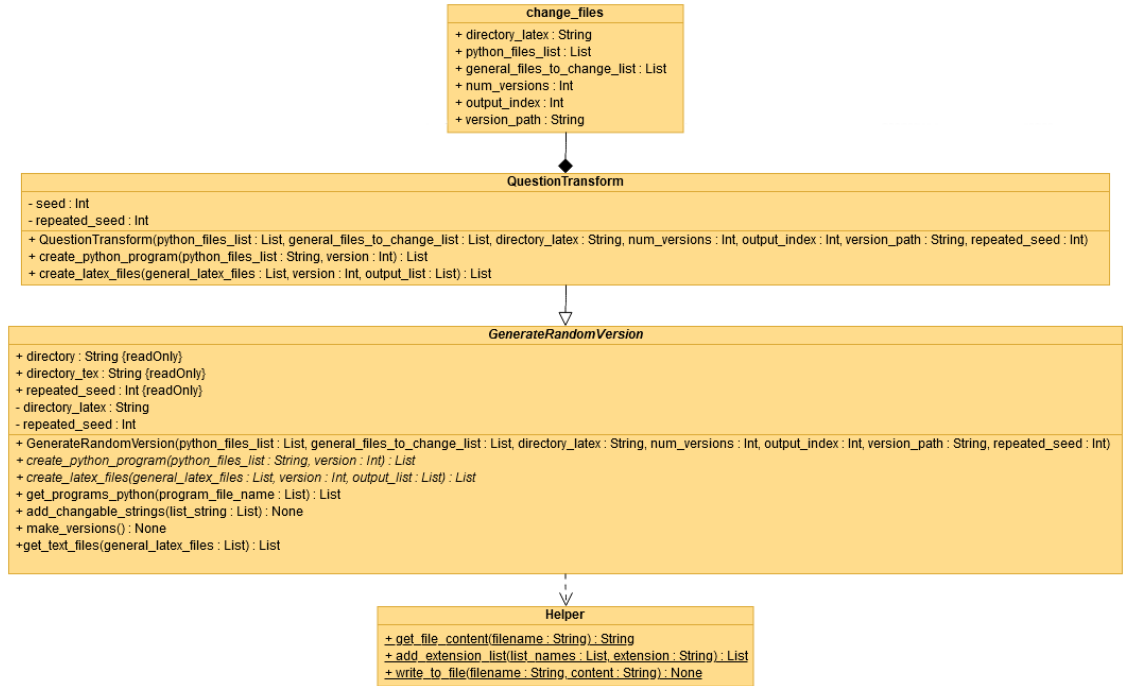 change_files
+ directory_latex : String
+ python_files_list : List
+ general_files_to_change_list : List
+ num_versions : Int
+ output_index : Int
+ version_path : String
QuestionTransform
- seed : Int
- repeated_seed : Int
+ QuestionTransform(python_files_list : List, general_files_to_change_list : List, directory_latex : String, num_versions : Int, output_index : Int, version_path : String, repeated_seed : Int)
+ create_python_program(python_files_list : String, version : Int) : List
+ create_latex_files(general_latex_files : List, version : Int, output_list : List) : List
GenerateRandomVersion
+ directory : String {readOnly}
+ directory_tex : String {readOnly}
+ repeated_seed : Int {readOnly}
- directory_latex : String
- repeated_seed : Int
+ GenerateRandomVersion(python_files_list : List, general_files_to_change_list : List, directory_latex : String, num_versions : Int, output_index : Int, version_path : String, repeated_seed : Int)
+ create_python_program(python_files_list : String, version : Int) : List
+ create_latex_files(general_latex_files : List, version : Int, output_list : List) : List
+ get_programs_python(program_file_name : List) : List
+ add_changable_strings(list_string : List) : None
+ make_versions() : None
+get_text_files(general_latex_files : List) : List
Helper
+ get_file_content(filename : String) : String
+ add_extension_list(list_names : List, extension : String) : List
+ write_to_file(filename : String, content : String) : None